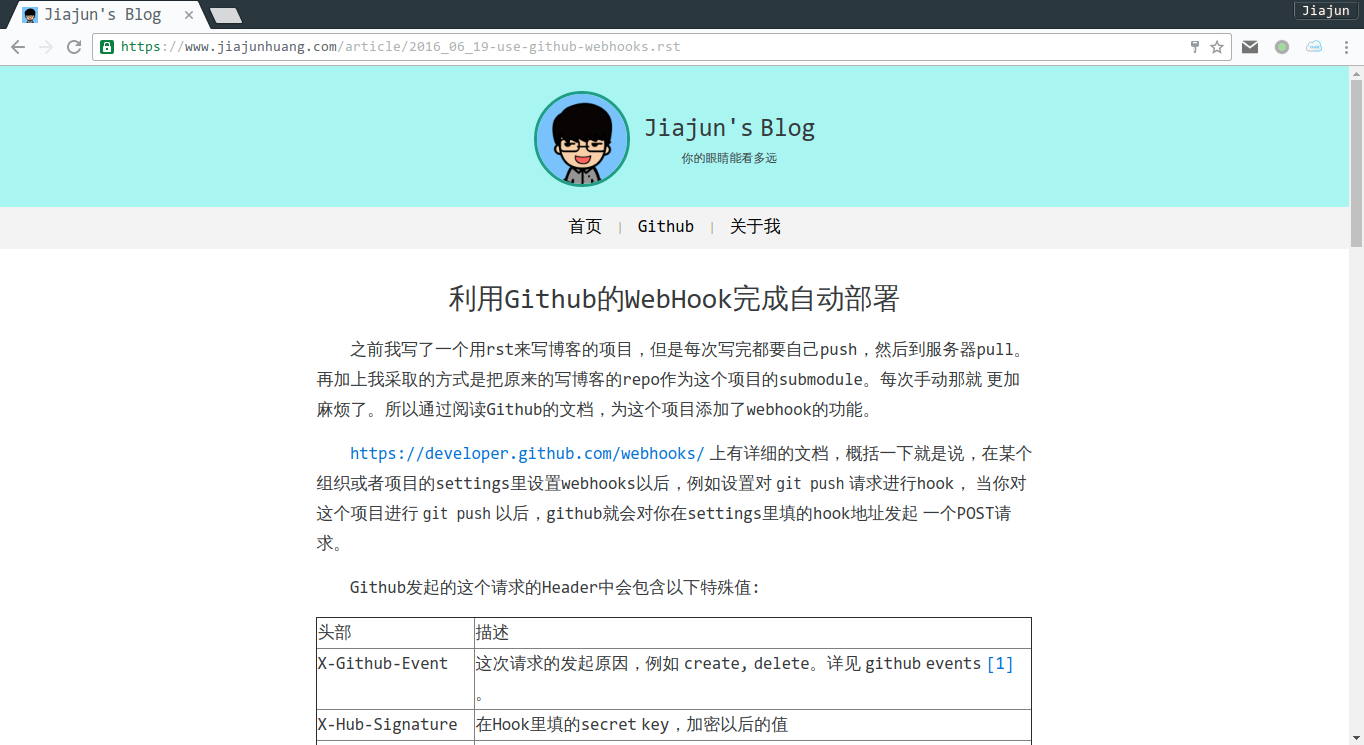 Jiajun's Blog
Jiajun
https://www.jiajunhuang.com/article/2016_06_19-use-github-webhooks.rst
Jiajun's Blog
你的眼睛能看多远
首页 | Github | 关于我
利用Github的WebHook完成自动部署
之前我写了一个用rst来写博客的项目，但是每次写完都要自己push，然后到服务器pull。
再加上我采取的方式是把原来的写博客的repo作为这个项目的submodule。每次手动那就 更加
麻烦了。所以通过阅读Github的文档，为这个项目添加了webhook的功能。
https://developer.github.com/webhooks/ 上有详细的文档，概括一下就是说，在某个
组织或者项目的settings里设置webhooks以后，例如设置对 git push 请求进行hook， 当你对
这个项目进行 git push 以后，github就会对你在settings里填的hook地址发起 一个POST请
求。
Github发起的这个请求的Header中会包含以下特殊值:
头部 描述
X-Github-Event 这次请求的发起原因，例如 create, delete。详见 github events [1]
。
X-Hub-Signature 在Hook里填的secret key，加密以后的值